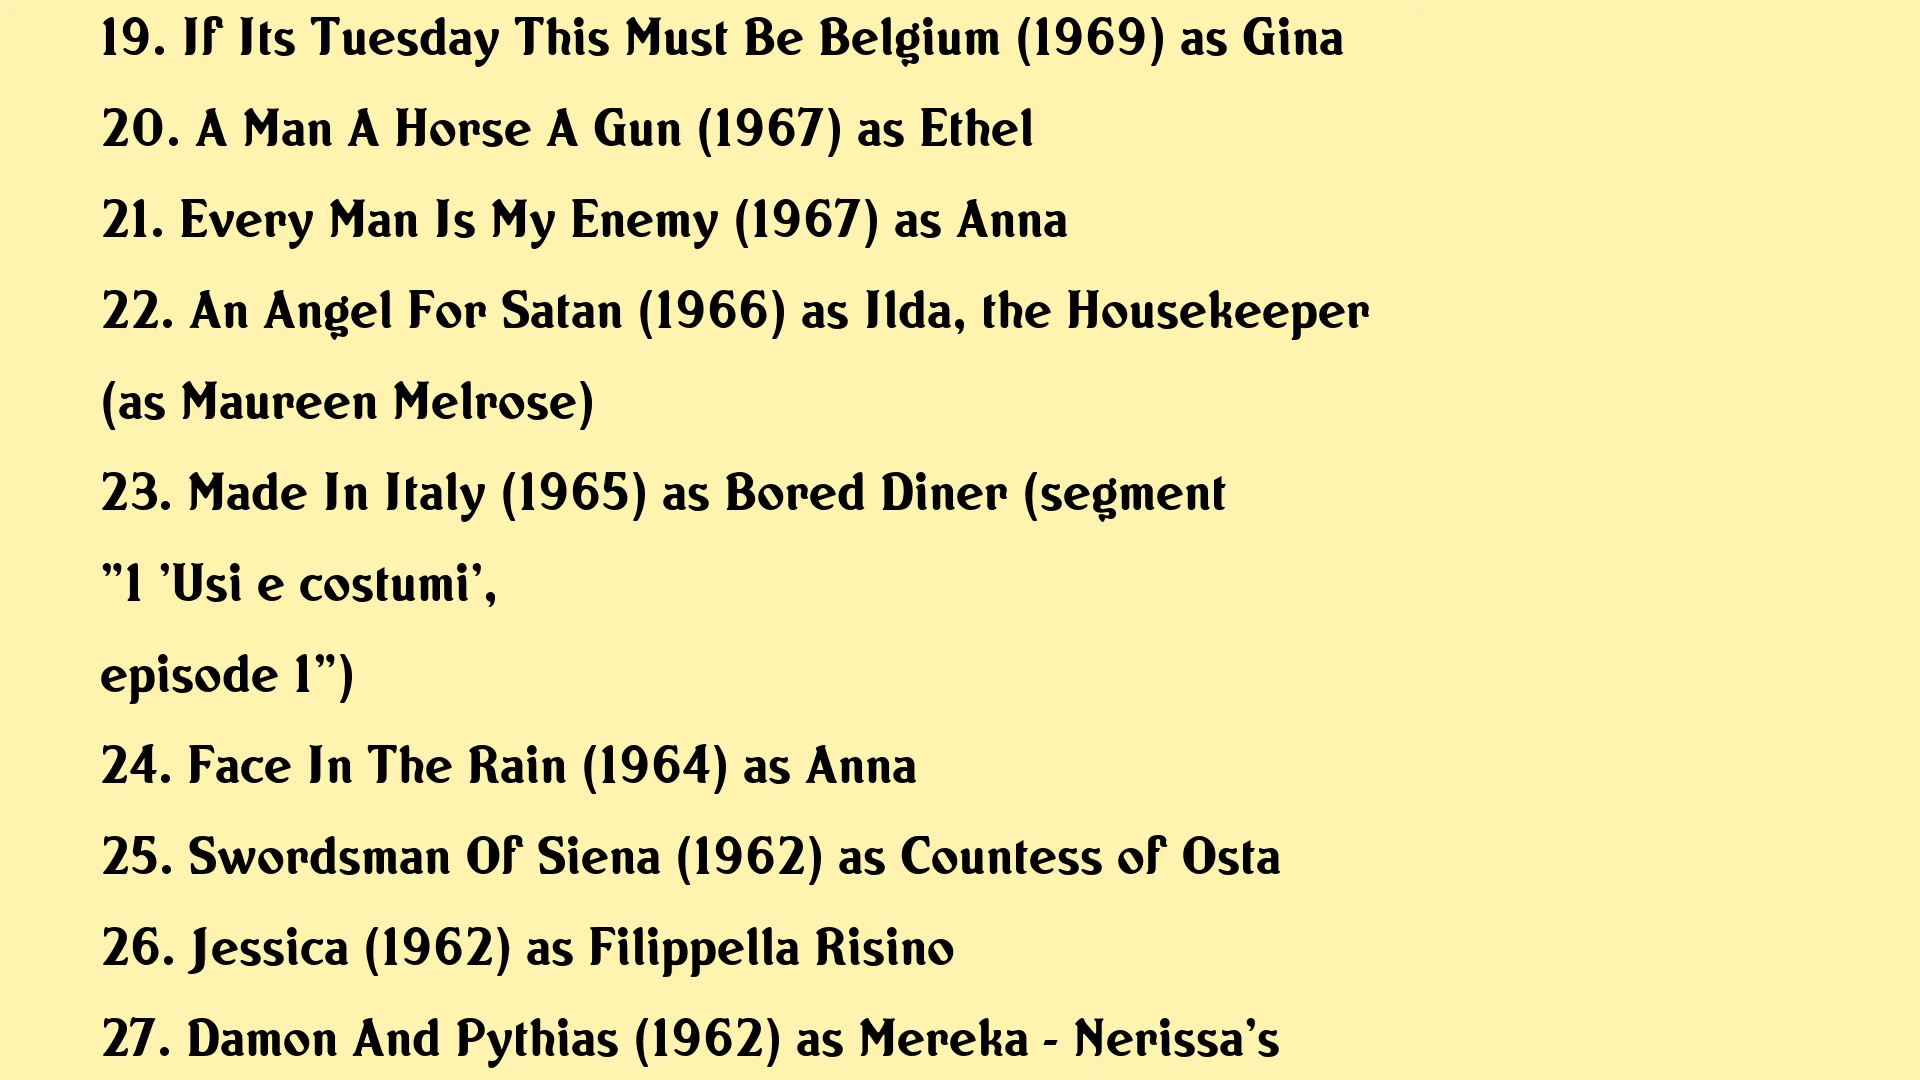 19. If Its Tuesday This Must Be Belgium (1969) as Gina
20. A Man A Horse A Gun (1967) as Ethel
21. Every Man Is My Enemy (1967) as Anna
22. An Angel For Satan (1966) as Ilda, the Housekeeper
(as Maureen Melrose)
23. Made In Italy (1965) as Bored Diner (segment
"1 'Usi e costumi',
episode 1")
24. Face In The Rain (1964) as Anna
25. Swordsman Of Siena (1962) as Countess of Osta
26. Jessica (1962) as Filippella Risino
27. Damon And Pythias (1962) as Mereka - Nerissa's